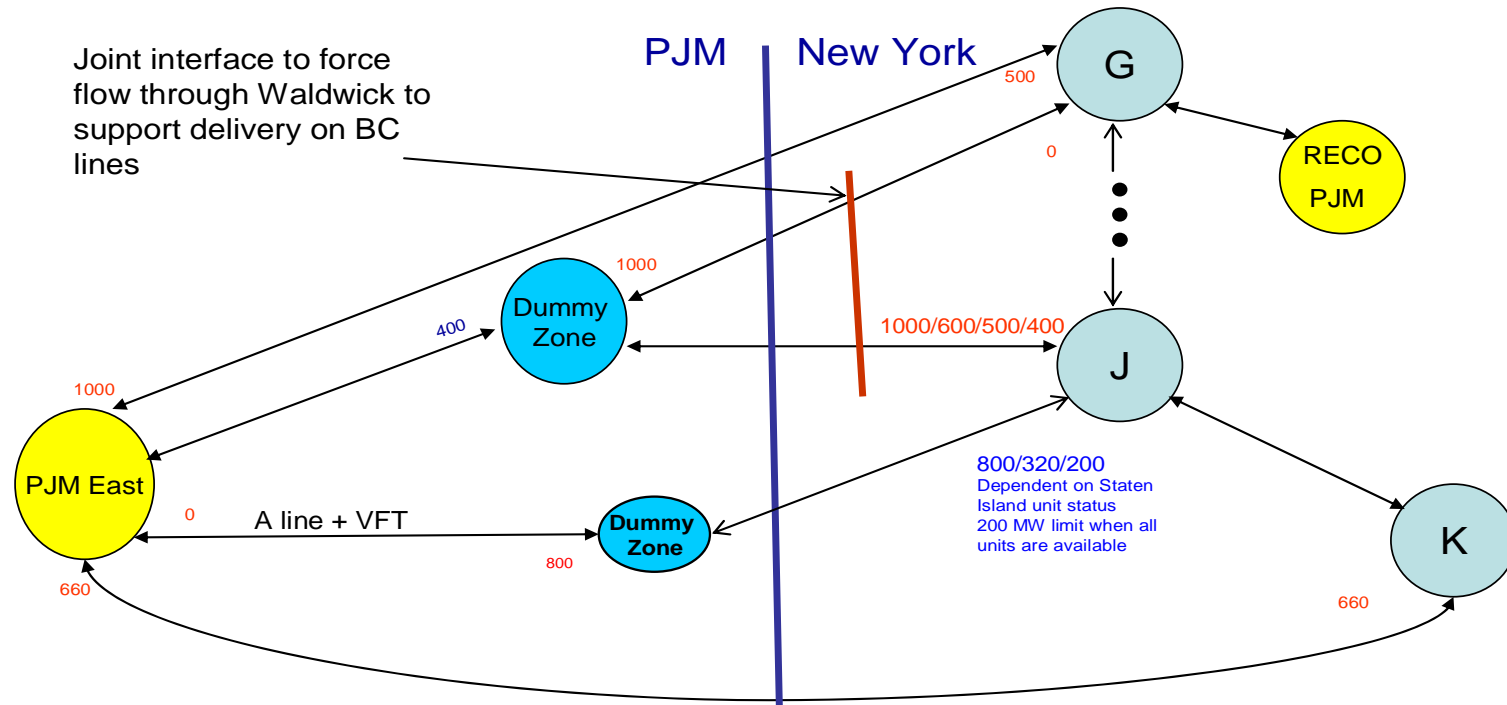 Joint interface to force
flow through Waldwick to
support delivery on BC
lines
PJM
New York
G
500
0
RECO
PJM
1000
Dummy
Zone
400
1000/600/500/400
J
1000
PJM East
0
A line + VFT
Dummy
Zone
800
800/320/200
Dependent on Staten
Island unit status
200 MW limit when all
units are available
K
660
660